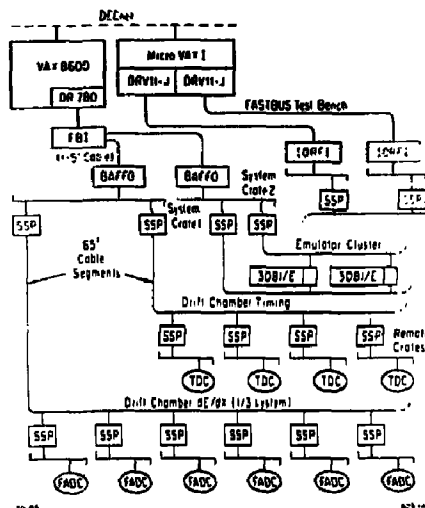 DECnet
VAX 8600
DR 780
Micro VAX I
DRV11-J
DRV11-J
FASTBUS Test Bench
FBI
BAFFO
BAFFO
System
Crate 2
IORFI
IORFI
SSP
SSP
SSP
SSP
SSP
SSP
System
Crate 1
65'
Cable
Segments
Emulator Cluster
3081/E
3081/E
Drift Chamber Timing
SSP
SSP
SSP
SSP
Remote
Crates
TDC
TDC
TDC
TDC
Drift Chamber dE/dx (1/3 system)
SSP
SSP
SSP
SSP
SSP
SSP
FADC
FADC
FADC
FADC
FADC
FADC